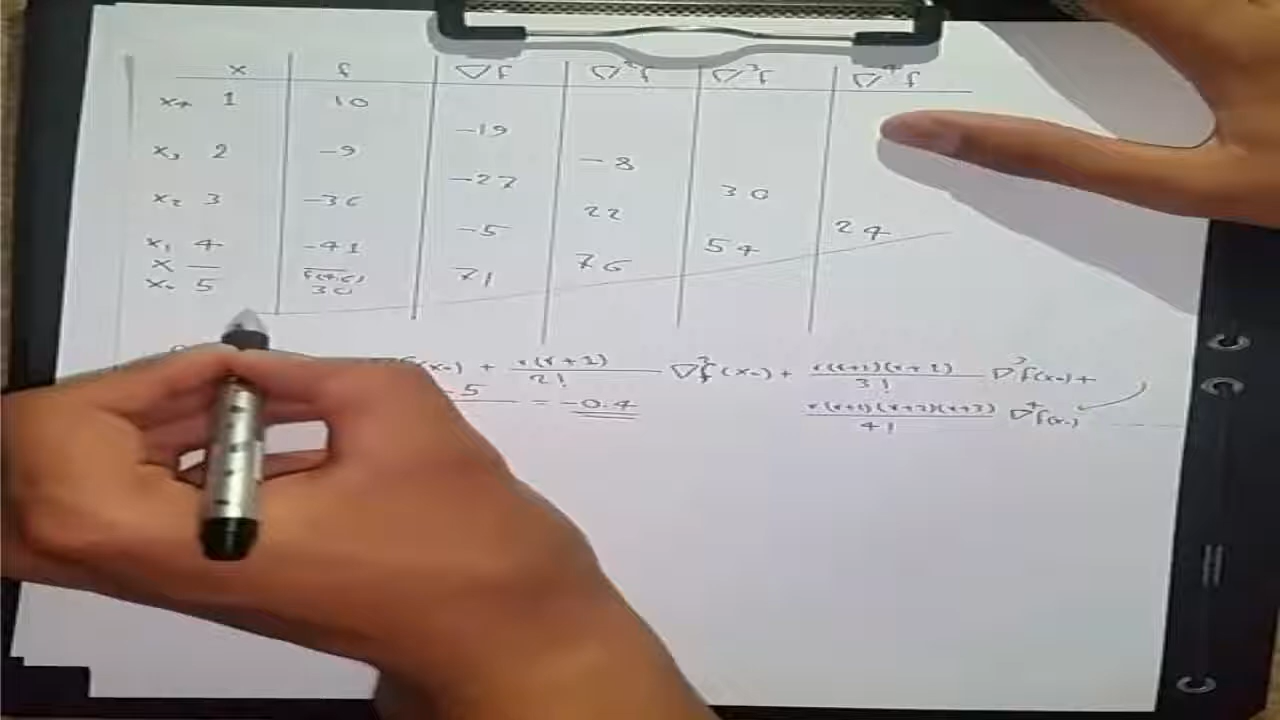 x f ∇f ∇²f ∇³f ∇⁴f
x₄ 1 10
-19
x₃ 2 -9 -8
-27 30
x₂ 3 -36 22
-5 24
x₁ 4 -41 54
x — f(4.6) 71 76
x₀ 5 30
f(x₀) + r(r+1)/2! ∇²f(x₀) + r(r+1)(r+2)/3! ∇³f(x₀) +
5 = -0.4 r(r+1)(r+2)(r+3)/4! ∇⁴f(x₀)